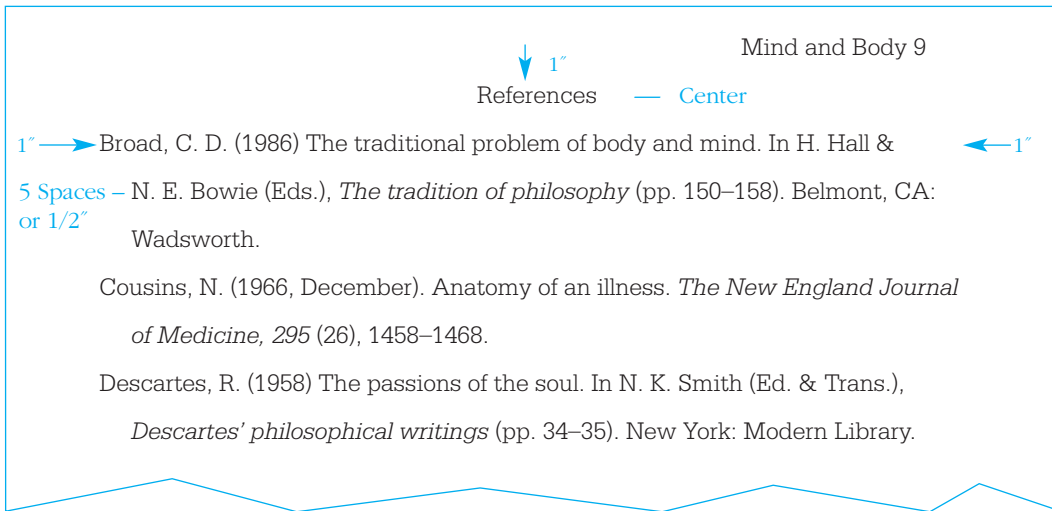 Mind and Body 9
1″
References — Center
1″ Broad, C. D. (1986) The traditional problem of body and mind. In H. Hall & 1″
5 Spaces – N. E. Bowie (Eds.), The tradition of philosophy (pp. 150–158). Belmont, CA:
or 1/2″
Wadsworth.
Cousins, N. (1966, December). Anatomy of an illness. The New England Journal
of Medicine, 295 (26), 1458–1468.
Descartes, R. (1958) The passions of the soul. In N. K. Smith (Ed. & Trans.),
Descartes’ philosophical writings (pp. 34–35). New York: Modern Library.